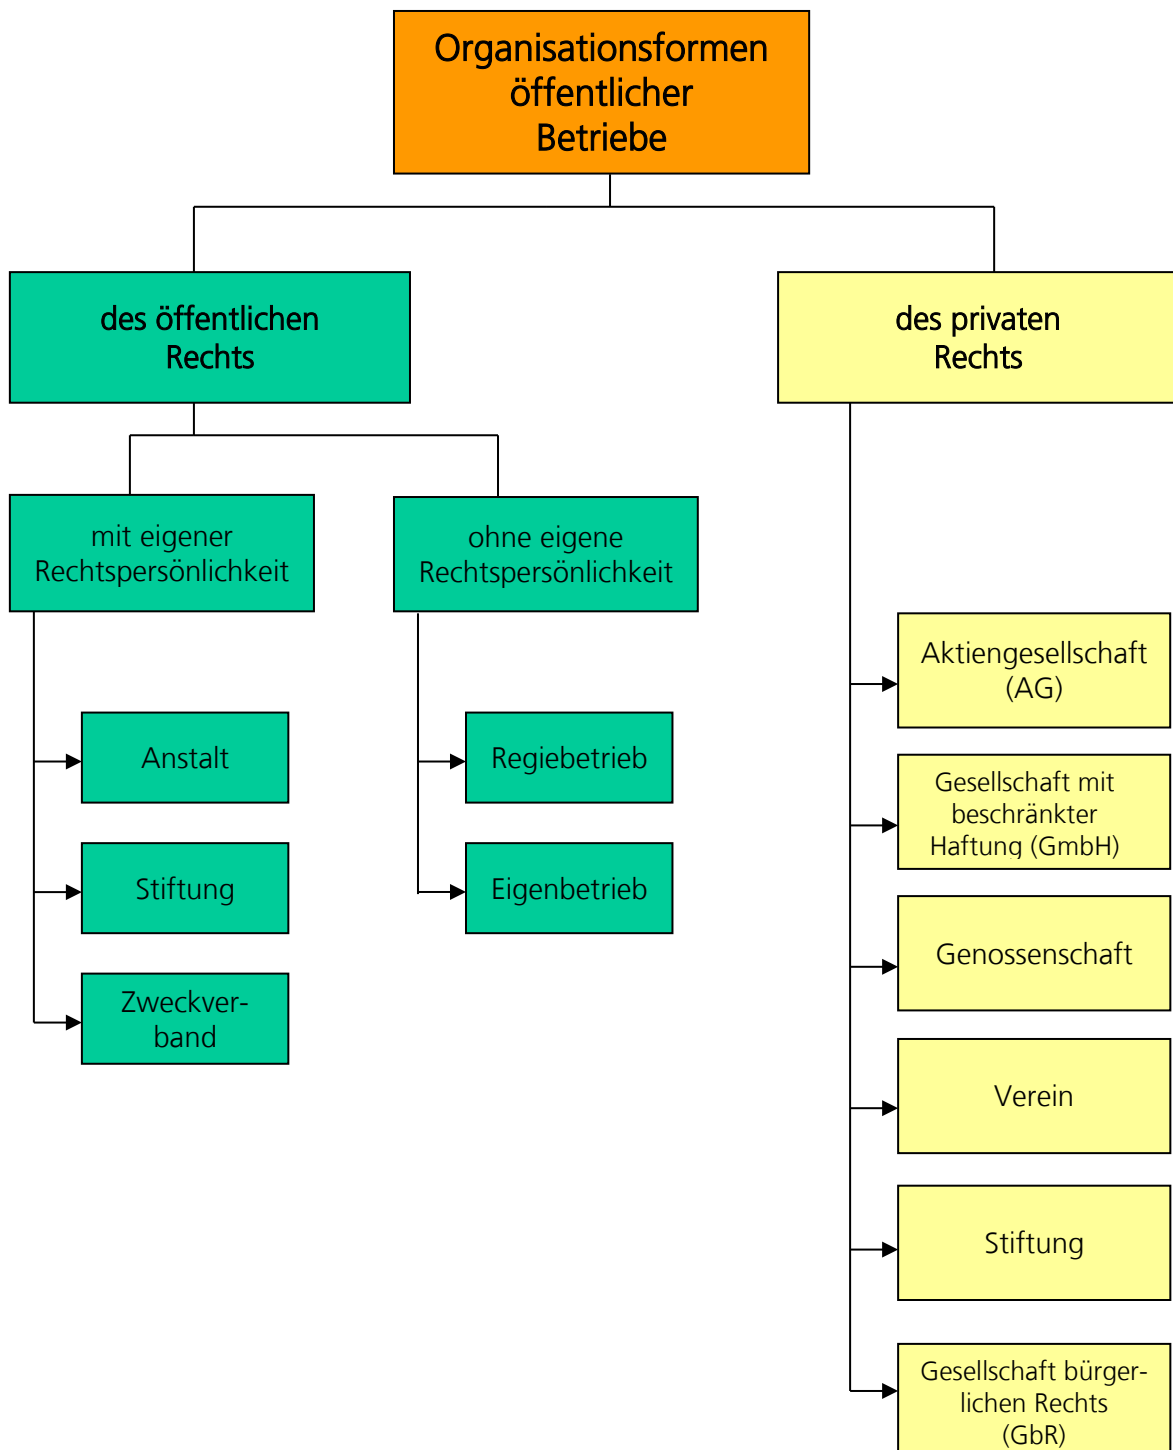 Organisationsformen
öffentlicher
Betriebe
des öffentlichen
Rechts
des privaten
Rechts
mit eigener
Rechtspersönlichkeit
ohne eigene
Rechtspersönlichkeit
Anstalt
Stiftung
Zweckver-
band
Regiebetrieb
Eigenbetrieb
Aktiengesellschaft
(AG)
Gesellschaft mit
beschränkter
Haftung (GmbH)
Genossenschaft
Verein
Stiftung
Gesellschaft bürger-
lichen Rechts
(GbR)